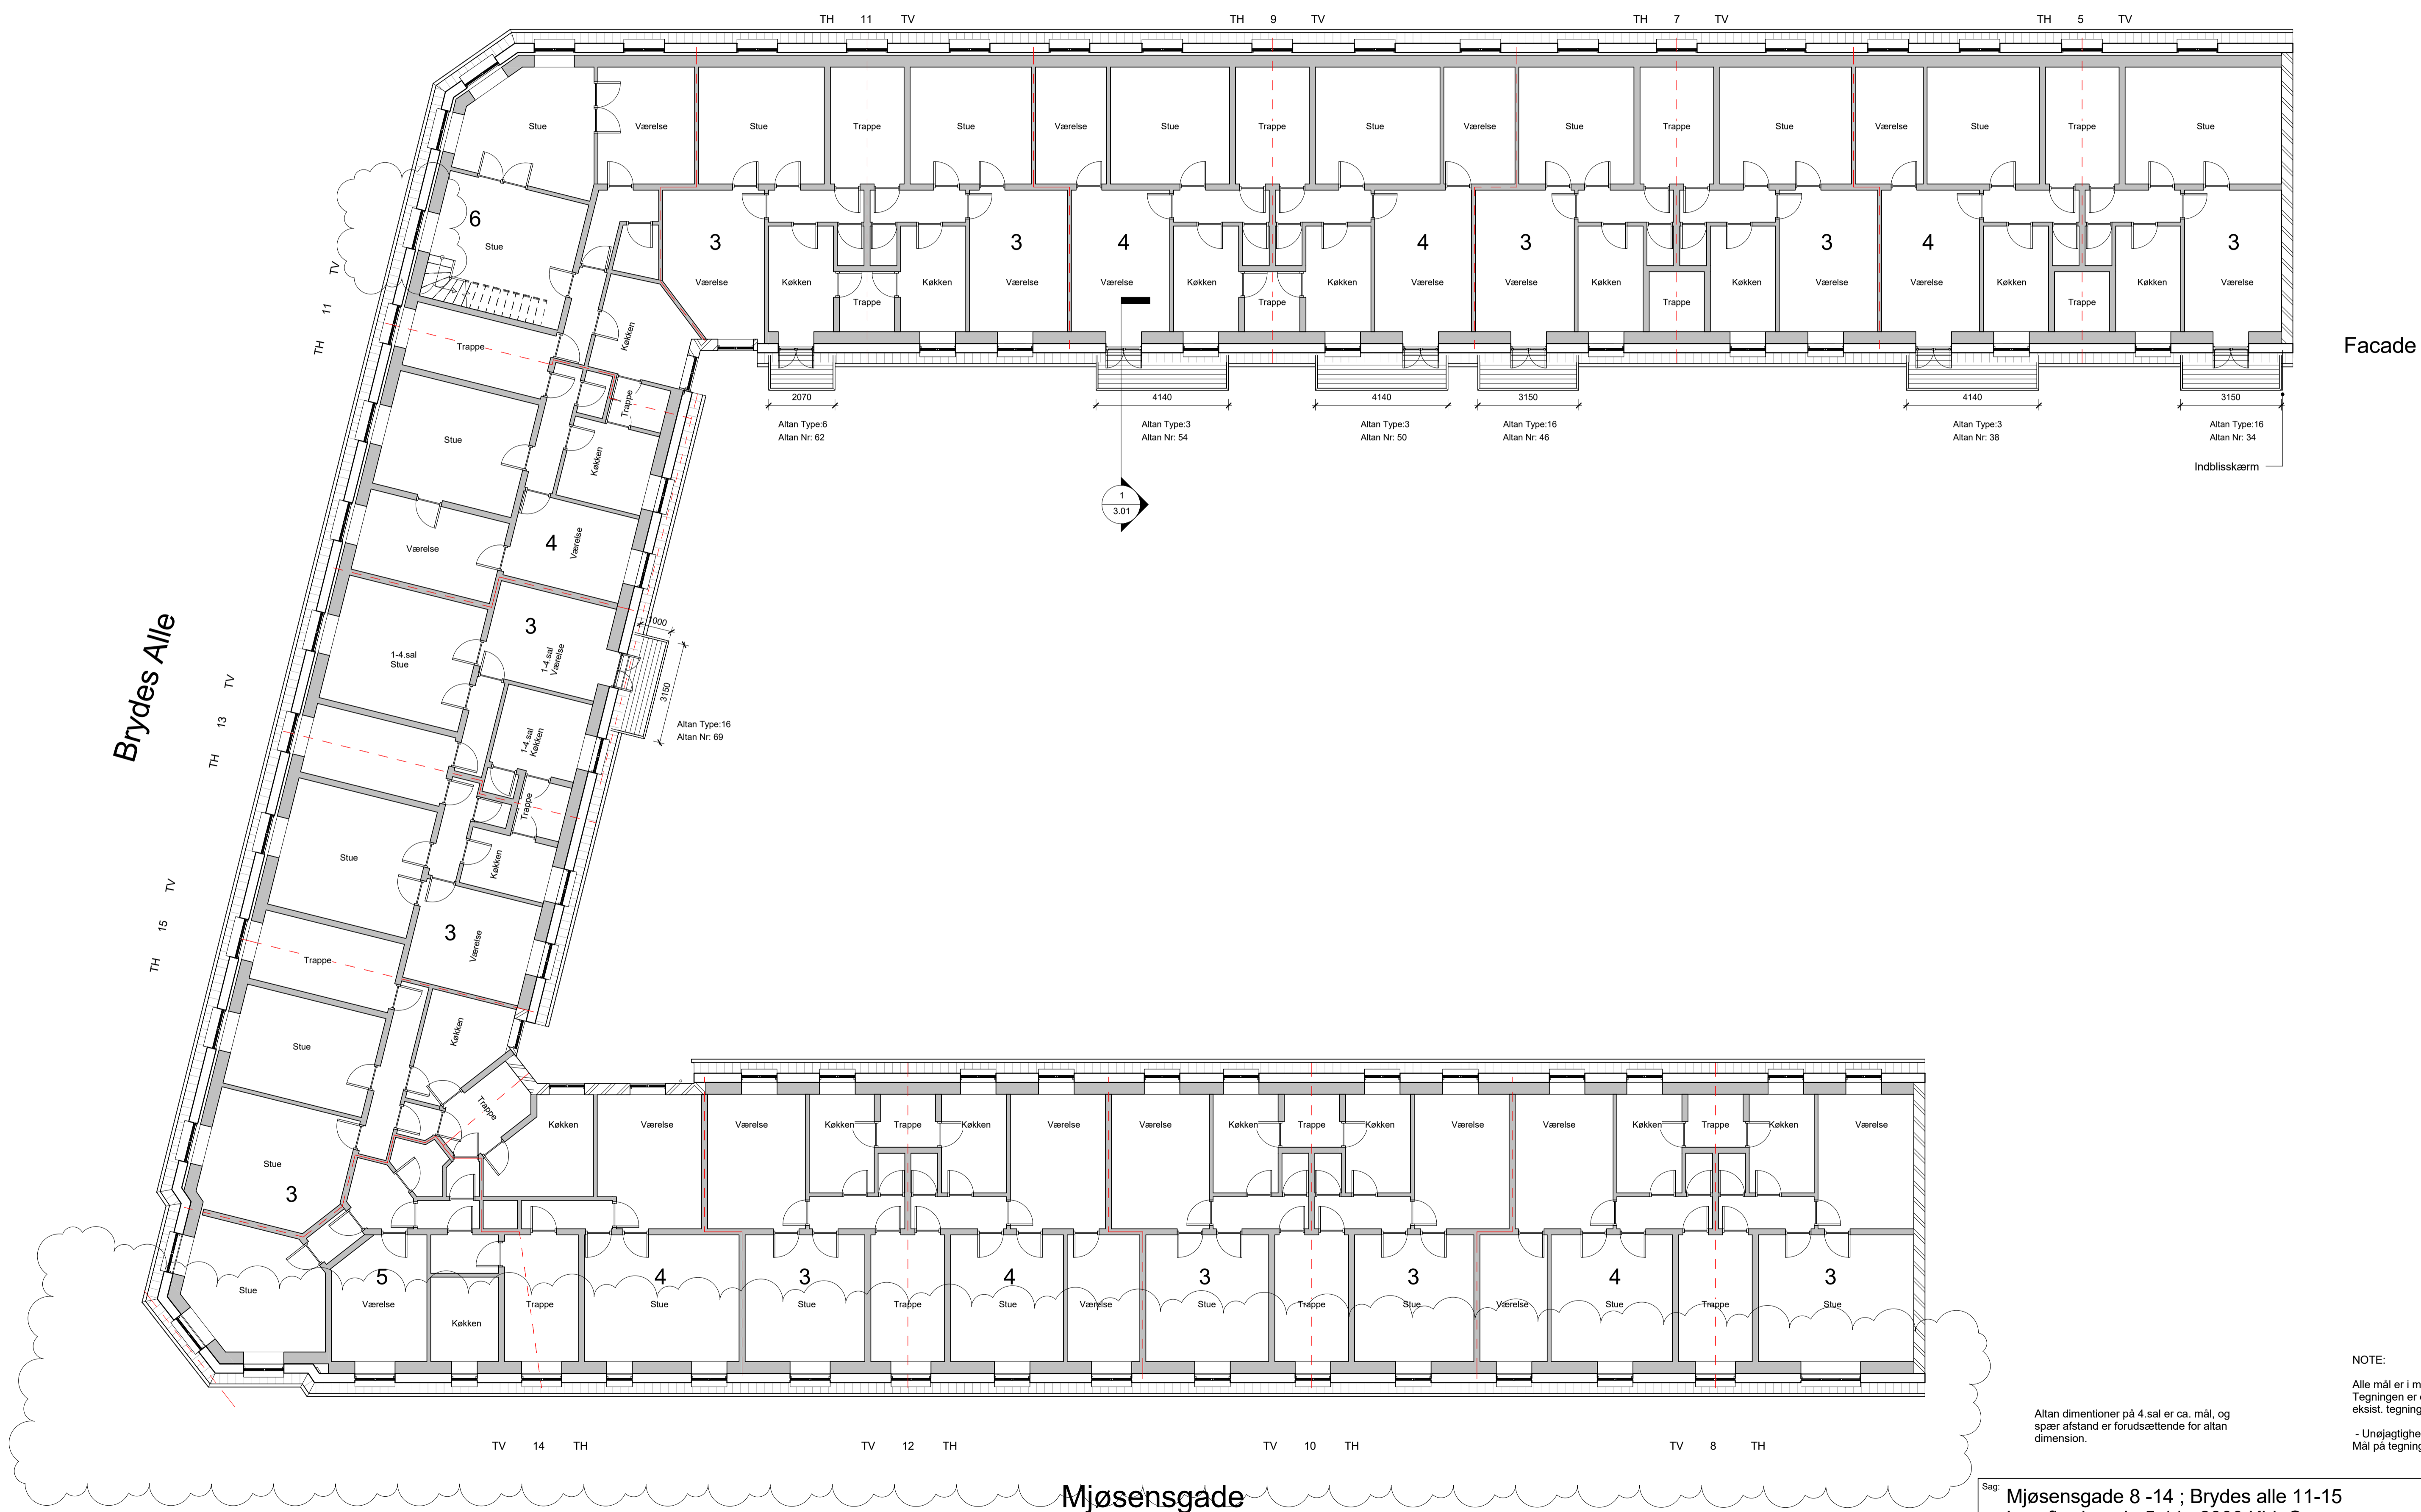 TH 11 TV
TH 9 TV
TH 7 TV
TH 5 TV
Stue
Værelse
Stue
Trappe
Stue
Værelse
Stue
Trappe
Stue
Værelse
Stue
Trappe
Stue
Værelse
Stue
Trappe
Stue
6
Stue
3
3
4
4
3
3
4
3
Værelse
Køkken
Trappe
Køkken
Værelse
Værelse
Køkken
Trappe
Køkken
Værelse
Værelse
Køkken
Trappe
Køkken
Værelse
Værelse
Køkken
Trappe
Køkken
Værelse
Facade
2070
4140
4140
3150
4140
3150
Altan Type:6
Altan Nr: 62
Altan Type:3
Altan Nr: 54
Altan Type:3
Altan Nr: 50
Altan Type:16
Altan Nr: 46
Altan Type:3
Altan Nr: 38
Altan Type:16
Altan Nr: 34
Indblisskærm
1
3.01
TH 11 TV
Trappe
Køkken
Trappe
Stue
Køkken
Værelse
4
Værelse
Brydes Alle
TH 13 TV
1-4.sal
Stue
3
1-4.sal
Værelse
1000
3150
Altan Type:16
Altan Nr: 69
1-4.sal
Køkken
Trappe
Stue
Køkken
TH 15 TV
3
Værelse
Trappe
Stue
Køkken
Trappe
Stue
3
Køkken
Værelse
Værelse
Køkken
Trappe
Køkken
Værelse
Værelse
Køkken
Trappe
Køkken
Værelse
Værelse
Køkken
Trappe
Køkken
Værelse
5
4
3
4
3
3
4
3
Stue
Værelse
Køkken
Trappe
Stue
Stue
Trappe
Stue
Værelse
Stue
Trappe
Stue
Værelse
Stue
Trappe
Stue
TV 14 TH
TV 12 TH
TV 10 TH
TV 8 TH
Mjøsensgade
Altan dimentioner på 4.sal er ca. mål, og
spær afstand er forudsættende for altan
dimension.
NOTE:
Alle mål er i m
Tegningen er
eksist. tegning
- Unøjagtighe
Mål på tegning
Sag:
Mjøsensgade 8 -14 ; Brydes alle 11-15